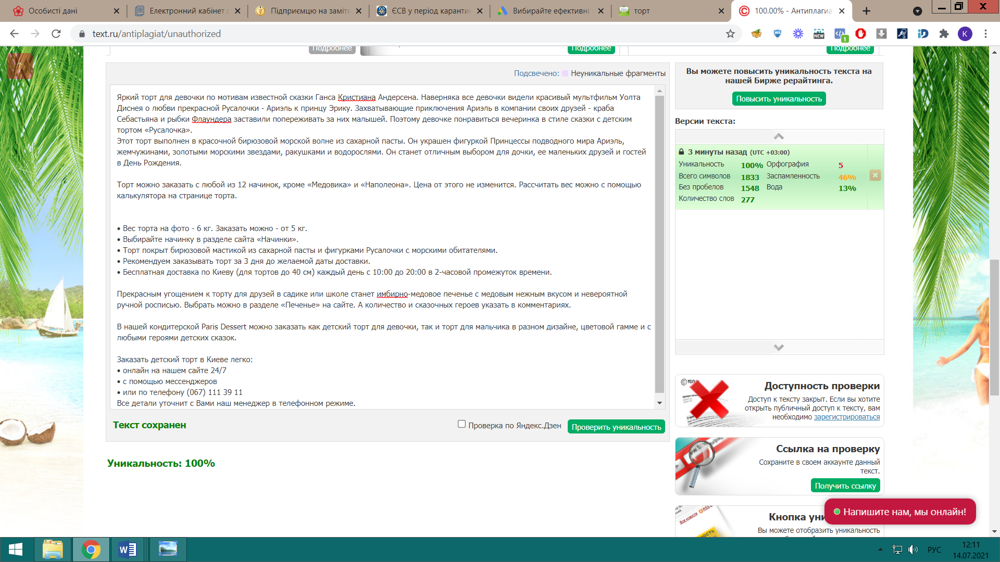 Особисті дані
Електронний кабінет
Підприємцю на заміт
ЄСВ у період карантин
Вибирайте ефективні
торт
100.00% - Антиплагиа
text.ru/antiplagiat/unauthorized
Подробнее
Подробнее
Подробнее
Подсвечено: Неуникальные фрагменты
Яркий торт для девочки по мотивам известной сказки Ганса Кристиана Андерсена. Наверняка все девочки видели красивый мультфильм Уолта
Диснея о любви прекрасной Русалочки - Ариэль к принцу Эрику. Захватывающие приключения Ариэль в компании своих друзей - краба
Себастьяна и рыбки Флаундера заставили попереживать за них малышей. Поэтому девочке понравиться вечеринка в стиле сказки с детским
тортом «Русалочка».
Этот торт выполнен в красочной бирюзовой морской волне из сахарной пасты. Он украшен фигуркой Принцессы подводного мира Ариэль,
жемчужинами, золотыми морскими звездами, ракушками и водорослями. Он станет отличным выбором для дочки, ее маленьких друзей и гостей
в День Рождения.
Торт можно заказать с любой из 12 начинок, кроме «Медовика» и «Наполеона». Цена от этого не изменится. Рассчитать вес можно с помощью
калькулятора на странице торта.
• Вес торта на фото - 6 кг. Заказать можно - от 5 кг.
• Выбирайте начинку в разделе сайта «Начинки».
• Торт покрыт бирюзовой мастикой из сахарной пасты и фигурками Русалочки с морскими обитателями.
• Рекомендуем заказывать торт за 3 дня до желаемой даты доставки.
• Бесплатная доставка по Киеву (для тортов до 40 см) каждый день с 10:00 до 20:00 в 2-часовой промежуток времени.
Прекрасным угощением к торту для друзей в садике или школе станет имбирно-медовое печенье с медовым нежным вкусом и невероятной
ручной росписью. Выбрать можно в разделе «Печенье» на сайте. А количество и сказочных героев указать в комментариях.
В нашей кондитерской Paris Dessert можно заказать как детский торт для девочки, так и торт для мальчика в разном дизайне, цветовой гамме и с
любыми героями детских сказок.
Заказать детский торт в Киеве легко:
• онлайн на нашем сайте 24/7
• с помощью мессенджеров
• или по телефону (067) 111 39 11
Все детали уточнит с Вами наш менеджер в телефонном режиме.
Текст сохранен
Проверка по Яндекс.Дзен
Проверить уникальность
Уникальность: 100%
Вы можете повысить уникальность текста на
нашей Бирже рерайтинга.
Повысить уникальность
Версии текста:
3 минуты назад (UTC +03:00)
Уникальность 100% Орфография 5
Всего символов 1833 Заспамленность 46%
Без пробелов 1548 Вода 13%
Количество слов 277
Доступность проверки
Доступ к тексту закрыт. Если вы хотите
открыть публичный доступ к тексту, вам
необходимо зарегистрироваться
Ссылка на проверку
Сохраните в своем аккаунте данный
текст.
Получить ссылку
Напишите нам, мы онлайн!
Кнопка
Вы можете отобразить уникальность
РУС
12:11
14.07.2021